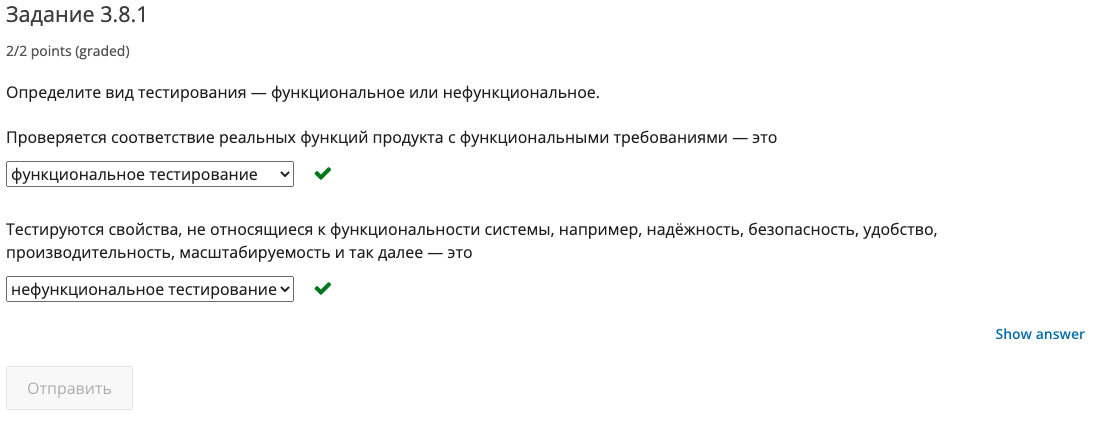 Задание 3.8.1
2/2 points (graded)
Определите вид тестирования — функциональное или нефункциональное.
Проверяется соответствие реальных функций продукта с функциональными требованиями — это
функциональное тестирование
Тестируются свойства, не относящиеся к функциональности системы, например, надёжность, безопасность, удобство,
производительность, масштабируемость и так далее — это
нефункциональное тестирование
Show answer
Отправить